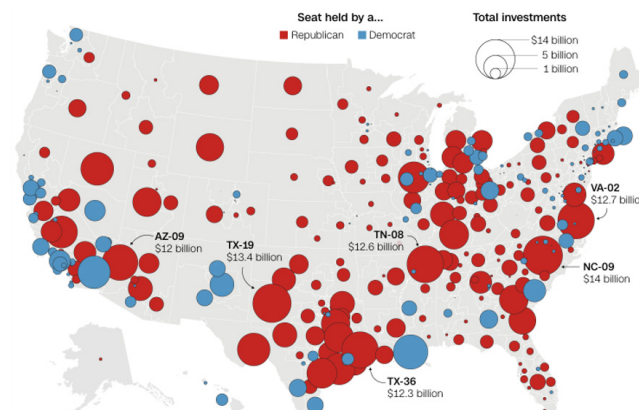 Seat held by a...
Republican
Democrat
Total investments
$14 billion
5 billion
1 billion
VA-02
$12.7 billion
AZ-09
$12 billion
TX-19
$13.4 billion
TN-08
$12.6 billion
NC-09
$14 billion
TX-36
$12.3 billion